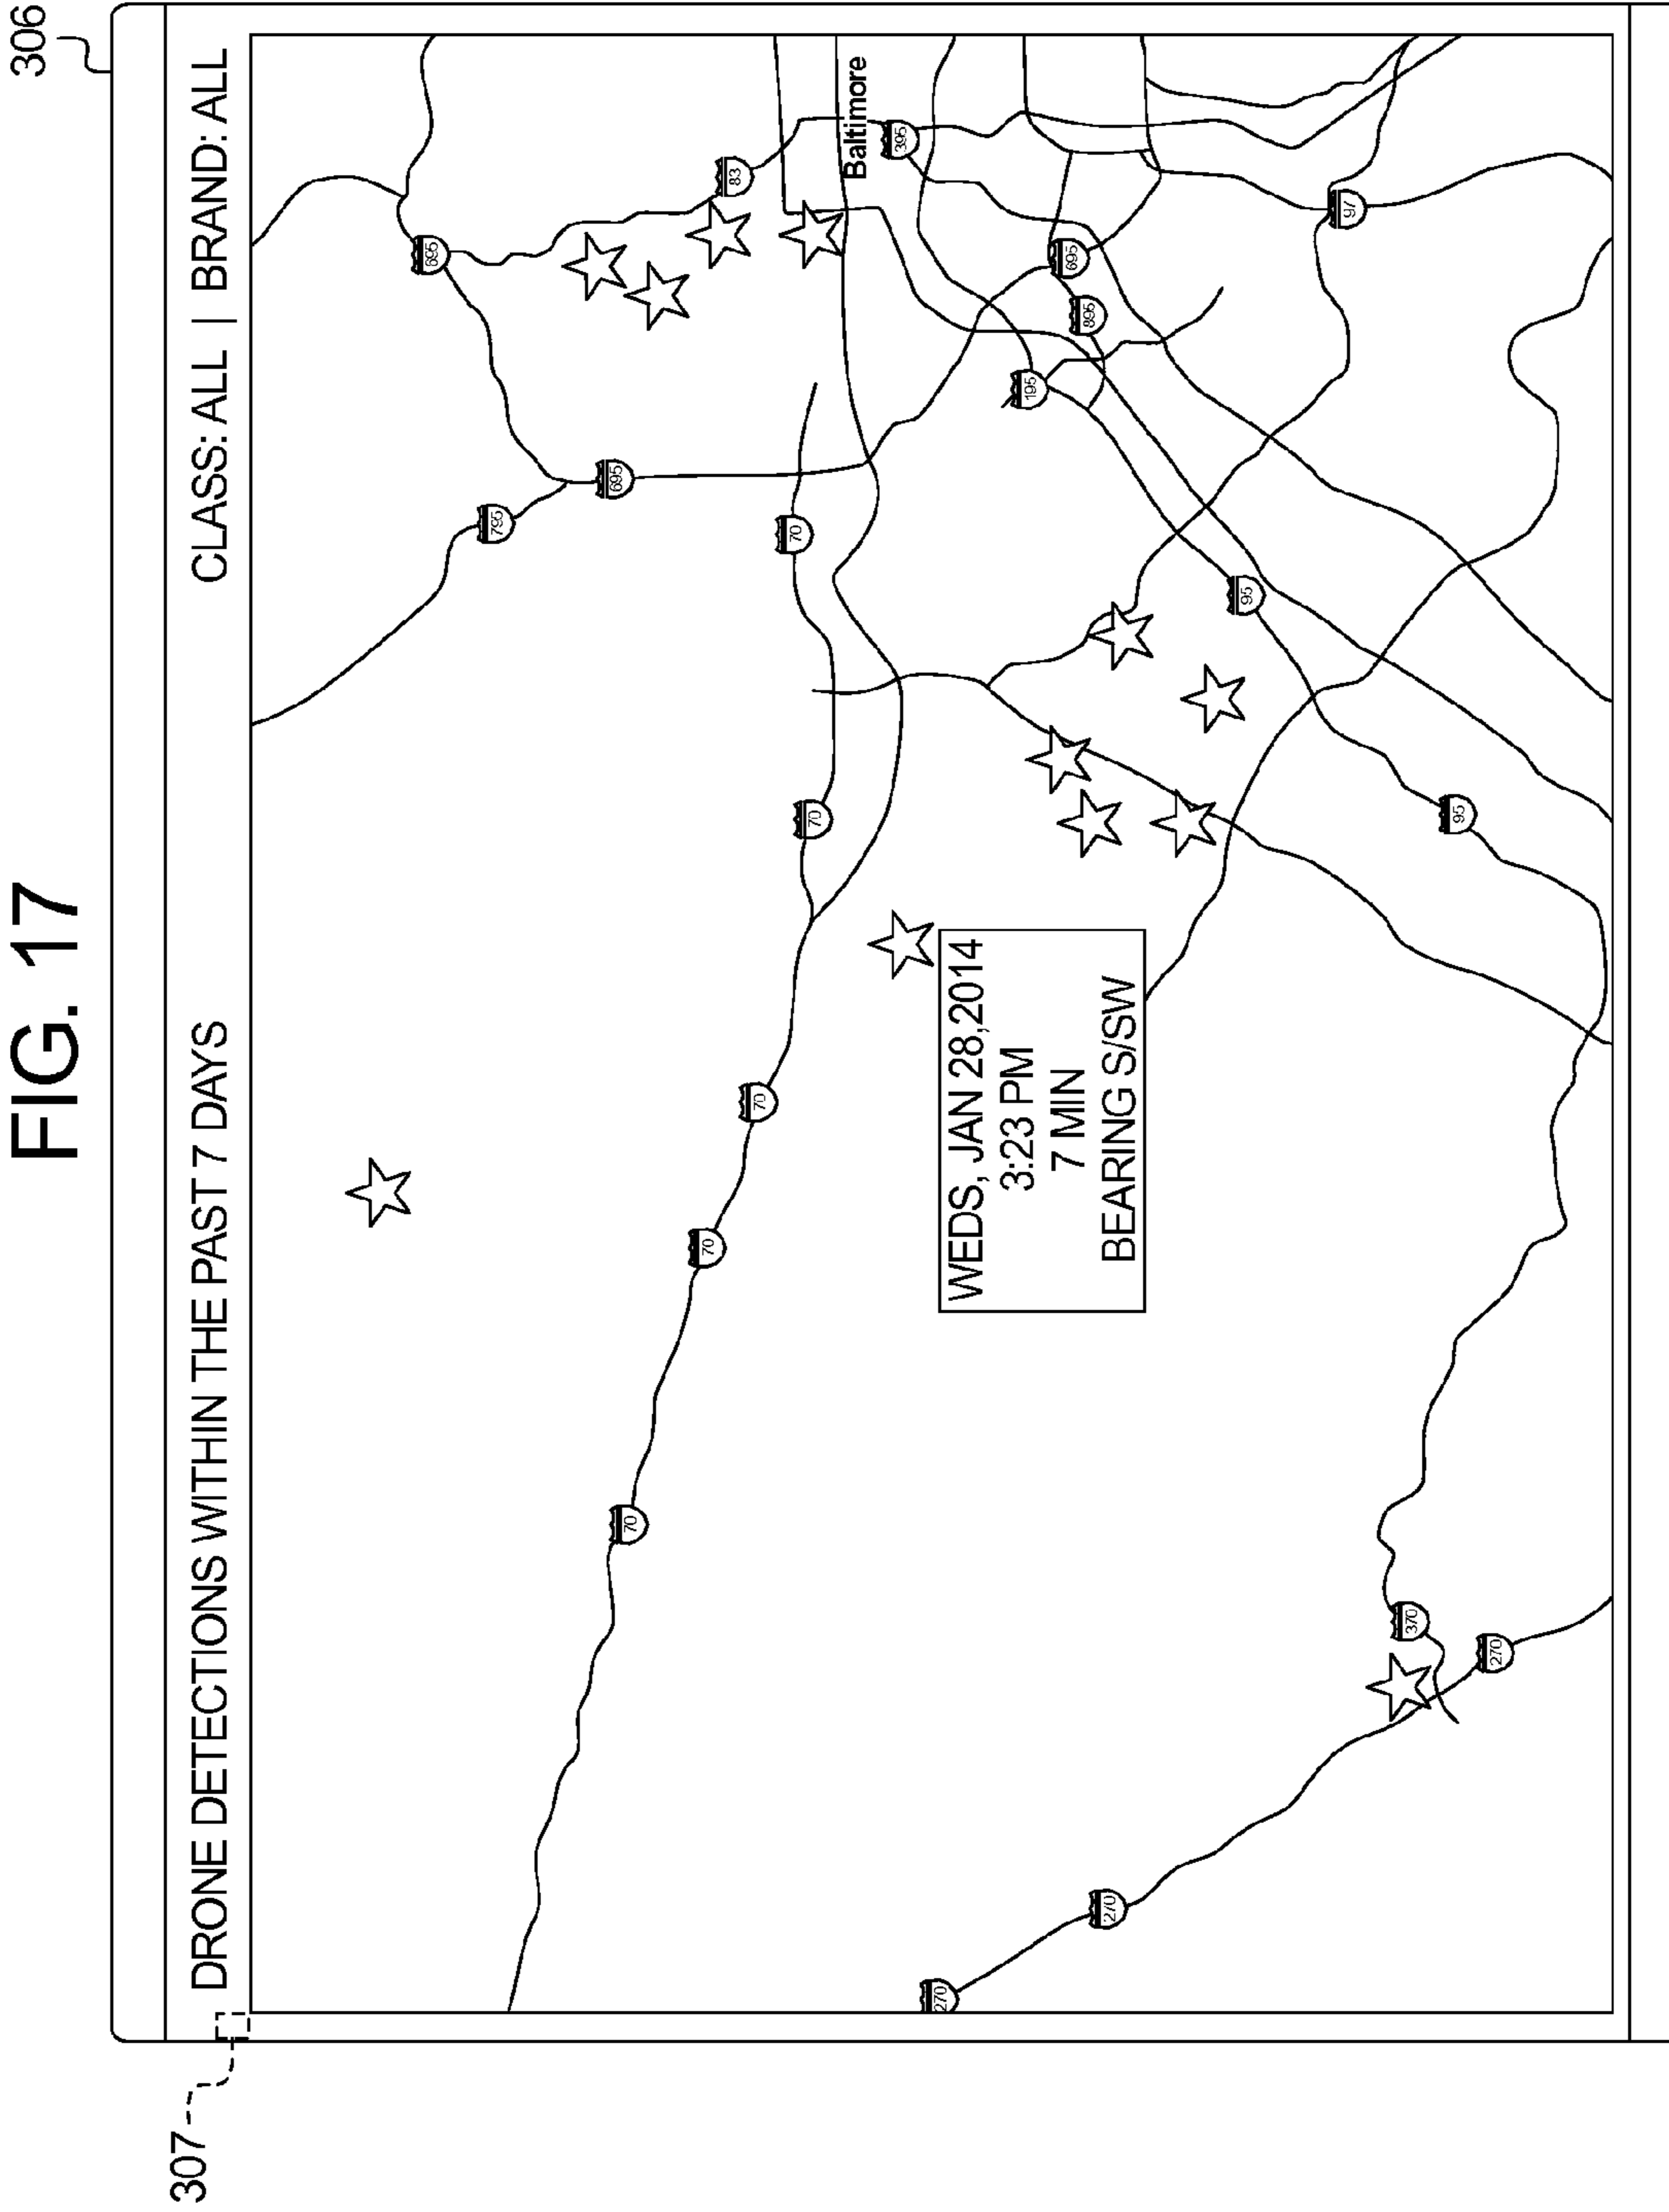 FIG. 17
306
307
DRONE DETECTIONS WITHIN THE PAST 7 DAYS
CLASS: ALL | BRAND: ALL
695
795
695
70
70
83
70
70
70
Baltimore
395
270
WEDS, JAN 28,2014
3:23 PM
7 MIN
BEARING S/SW
195
695
895
270
95
97
370
95
270